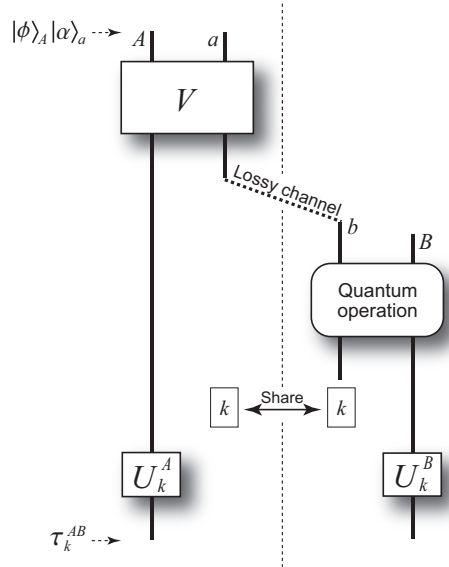 |ϕ⟩_A|α⟩_a
A
a
V
Lossy channel
b
B
Quantum
operation
k
Share
k
U_k^A
U_k^B
τ_k^{AB}